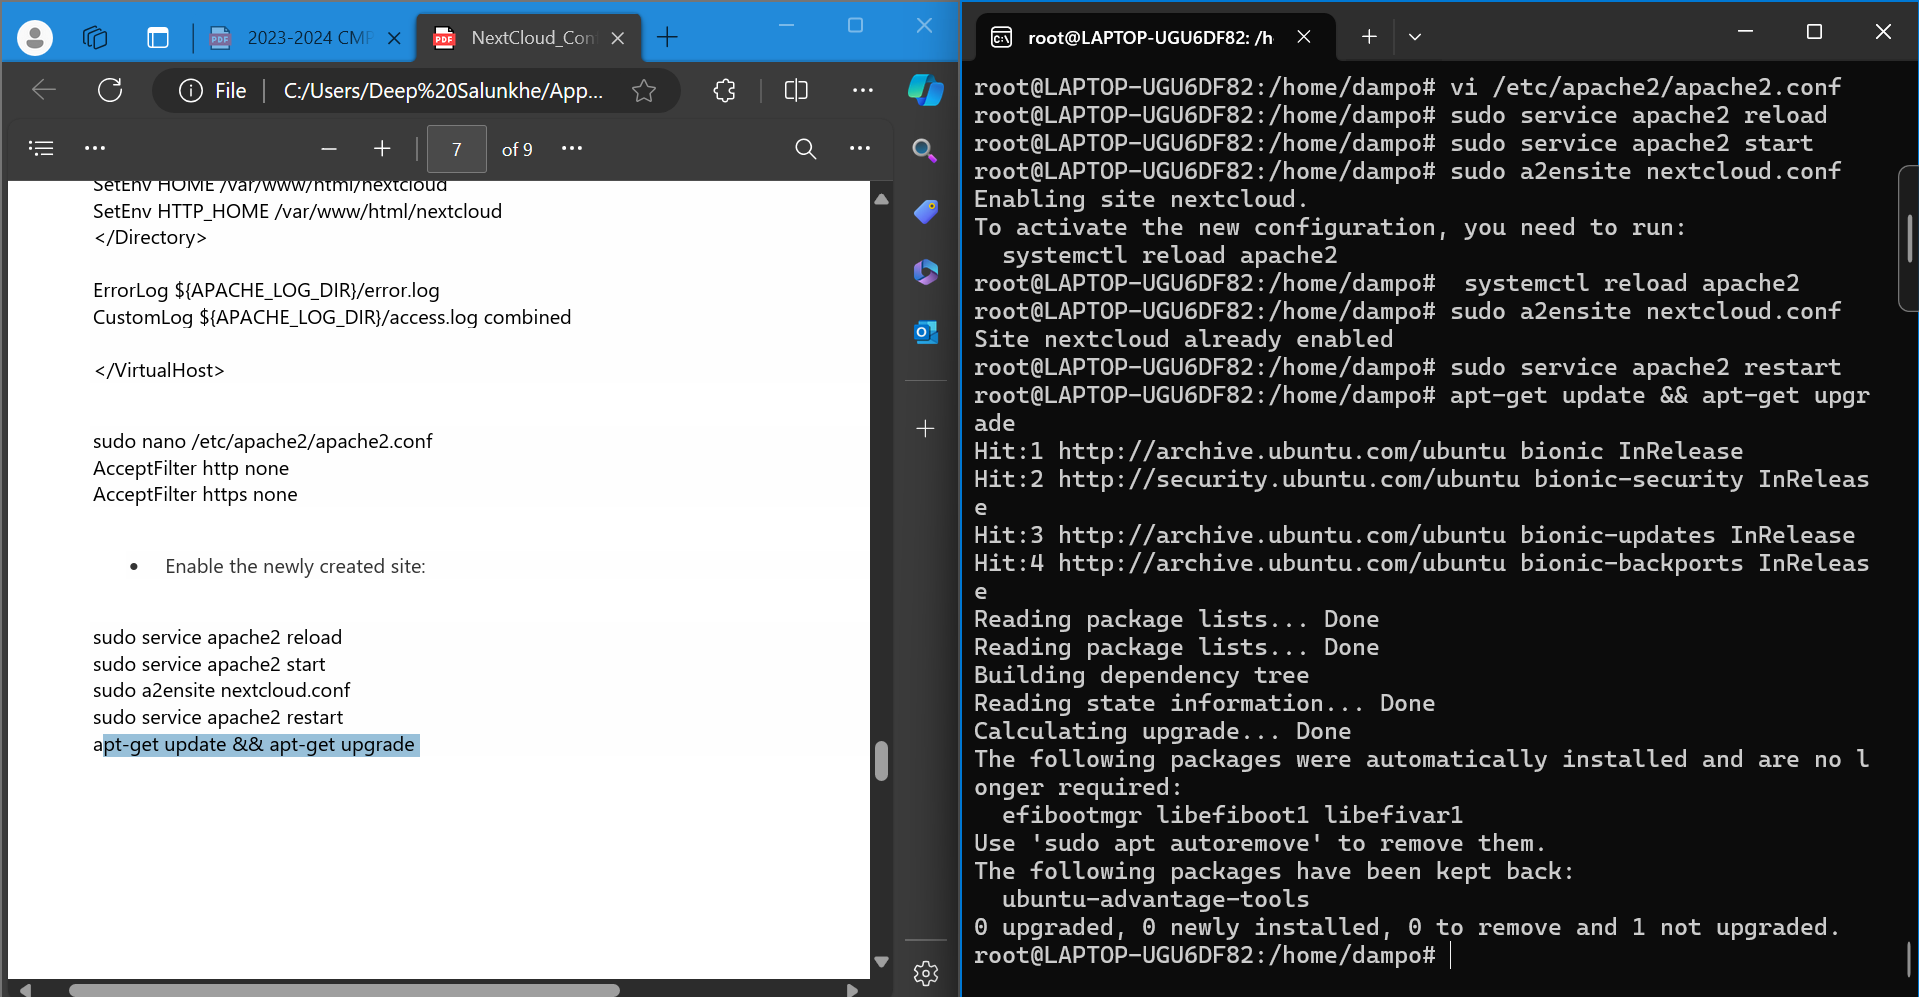 2023-2024 CMP
NextCloud_Con
File
C:/Users/Deep%20Salunkhe/App...
7
of 9
SetEnv HOME /var/www/html/nextcloud
SetEnv HTTP_HOME /var/www/html/nextcloud
</Directory>
ErrorLog ${APACHE_LOG_DIR}/error.log
CustomLog ${APACHE_LOG_DIR}/access.log combined
</VirtualHost>
sudo nano /etc/apache2/apache2.conf
AcceptFilter http none
AcceptFilter https none
• Enable the newly created site:
sudo service apache2 reload
sudo service apache2 start
sudo a2ensite nextcloud.conf
sudo service apache2 restart
apt-get update && apt-get upgrade
root@LAPTOP-UGU6DF82: /h
root@LAPTOP-UGU6DF82:/home/dampo# vi /etc/apache2/apache2.conf
root@LAPTOP-UGU6DF82:/home/dampo# sudo service apache2 reload
root@LAPTOP-UGU6DF82:/home/dampo# sudo service apache2 start
root@LAPTOP-UGU6DF82:/home/dampo# sudo a2ensite nextcloud.conf
Enabling site nextcloud.
To activate the new configuration, you need to run:
  systemctl reload apache2
root@LAPTOP-UGU6DF82:/home/dampo#  systemctl reload apache2
root@LAPTOP-UGU6DF82:/home/dampo# sudo a2ensite nextcloud.conf
Site nextcloud already enabled
root@LAPTOP-UGU6DF82:/home/dampo# sudo service apache2 restart
root@LAPTOP-UGU6DF82:/home/dampo# apt-get update && apt-get upgr
ade
Hit:1 http://archive.ubuntu.com/ubuntu bionic InRelease
Hit:2 http://security.ubuntu.com/ubuntu bionic-security InReleas
e
Hit:3 http://archive.ubuntu.com/ubuntu bionic-updates InRelease
Hit:4 http://archive.ubuntu.com/ubuntu bionic-backports InReleas
e
Reading package lists... Done
Reading package lists... Done
Building dependency tree
Reading state information... Done
Calculating upgrade... Done
The following packages were automatically installed and are no l
onger required:
  efibootmgr libefiboot1 libefivar1
Use 'sudo apt autoremove' to remove them.
The following packages have been kept back:
  ubuntu-advantage-tools
0 upgraded, 0 newly installed, 0 to remove and 1 not upgraded.
root@LAPTOP-UGU6DF82:/home/dampo#